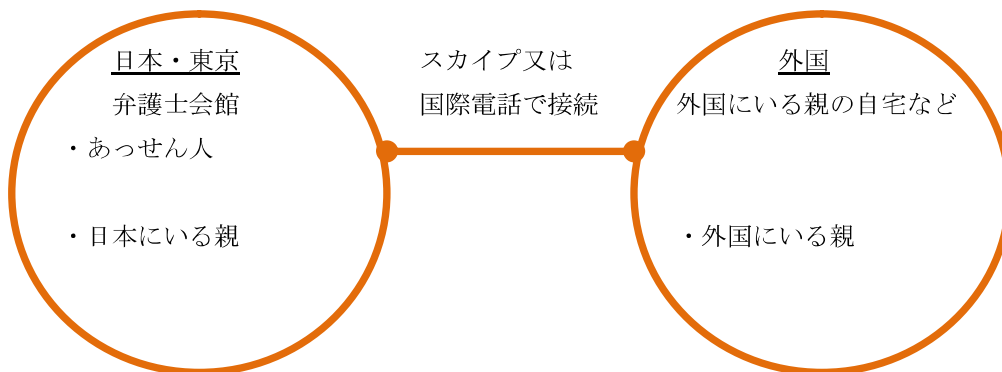 日本・東京
弁護士会館
・あっせん人
・日本にいる親
スカイプ又は
国際電話で接続
外国
外国にいる親の自宅など
・外国にいる親